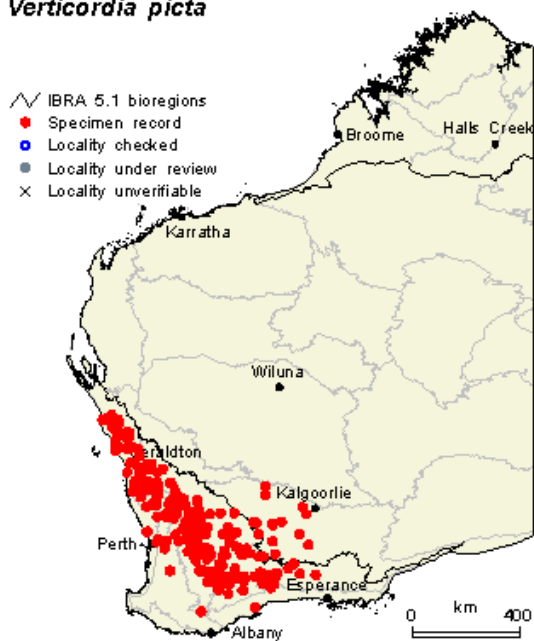 Verticordia picta
IBRA 5.1 bioregions
Specimen record
Locality checked
Locality under review
Locality unverifiable
Broome
Halls Creek
Karratha
Wiluna
Kalgoorlie
Perth
Esperance
Albany
km
0 400